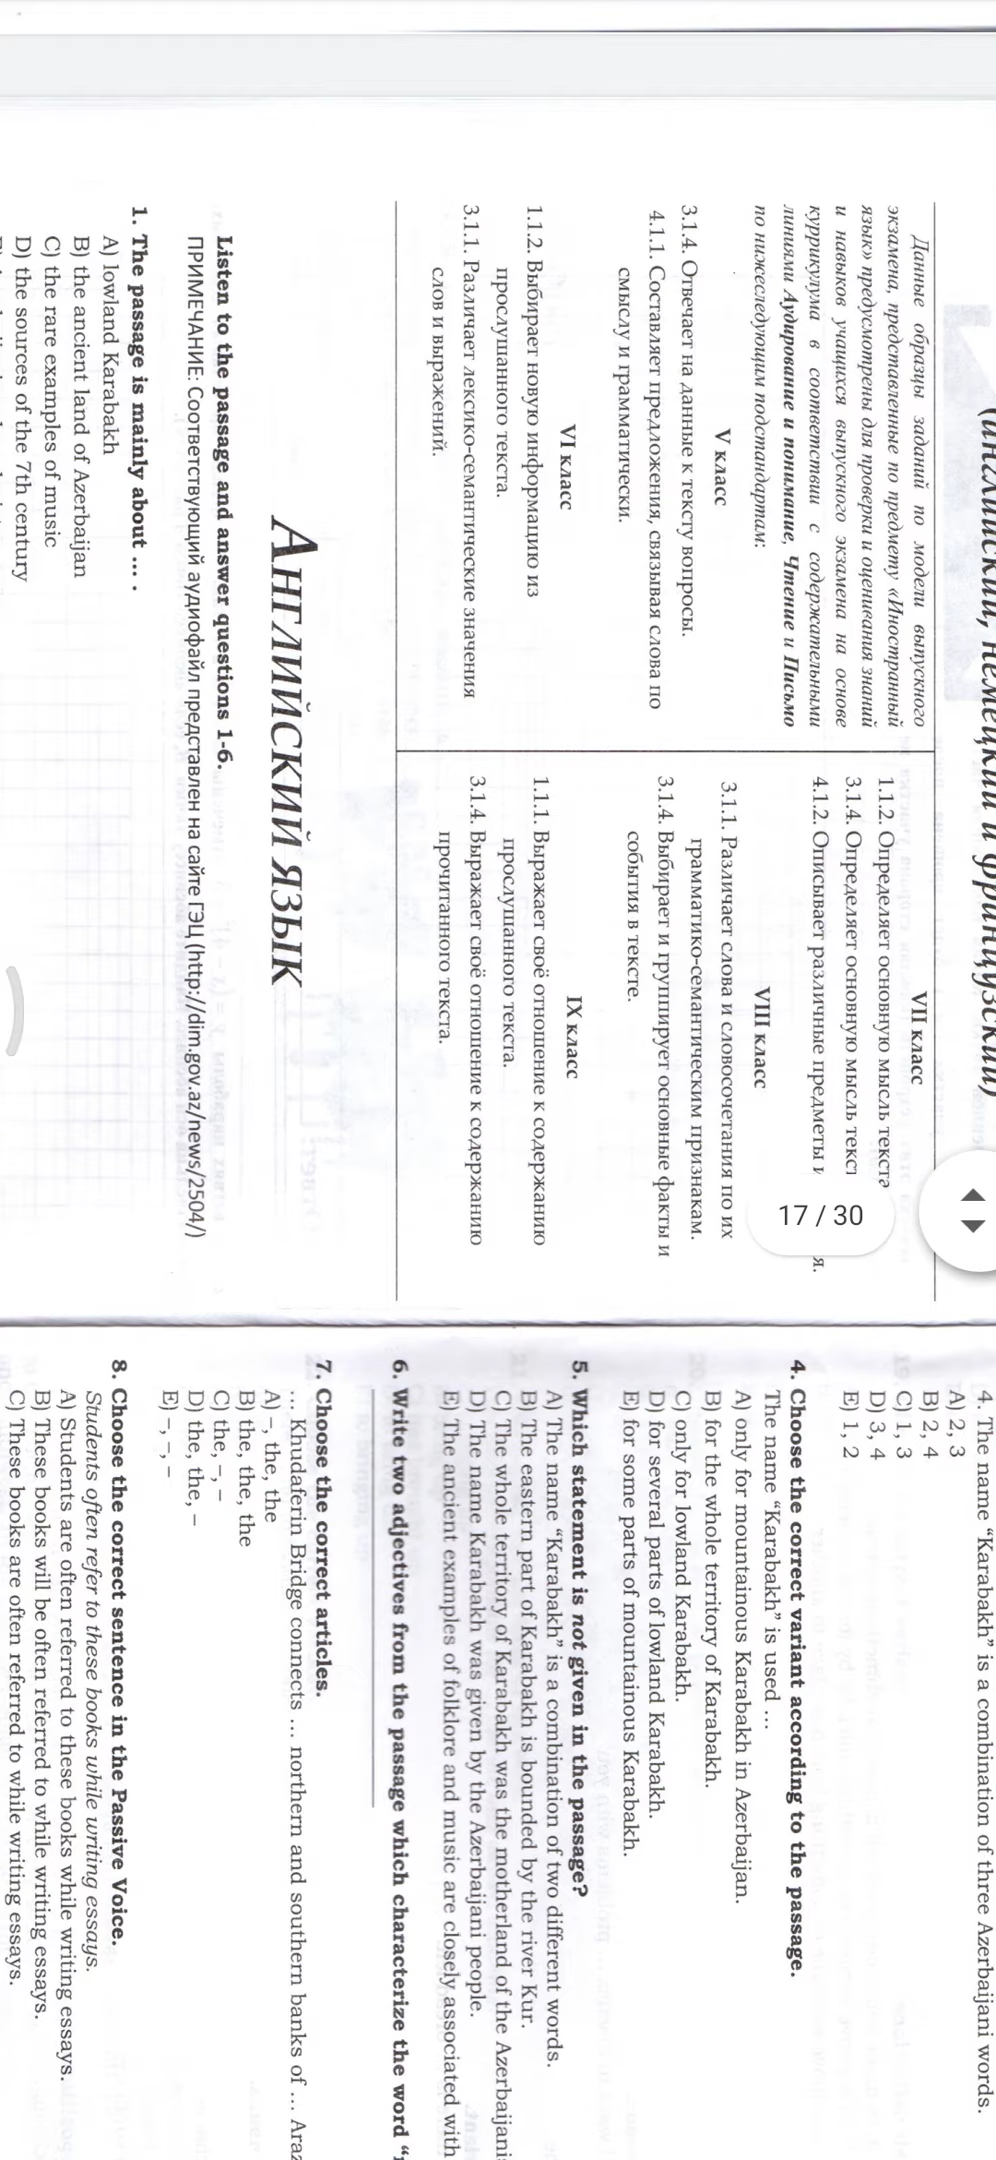 (английский, немецкий и французский)
Данные образцы заданий по модели выпускного
экзамена, представленные по предмету «Иностранный
язык» предусмотрены для проверки и оценивания знаний
и навыков учащихся выпускного экзамена на основе
куррикулума в соответствии с содержательными
линиями Аудирование и понимание, Чтение и Письмо
по нижеследующим подстандартам:
V класс
3.1.4. Отвечает на данные к тексту вопросы.
4.1.1. Составляет предложения, связывая слова по
смыслу и грамматически.
VI класс
1.1.2. Выбирает новую информацию из
прослушанного текста.
3.1.1. Различает лексико-семантические значения
слов и выражений.
VII класс
1.1.2. Определяет основную мысль текста
3.1.4. Определяет основную мысль текст
4.1.2. Описывает различные предметы и я.
VIII класс
3.1.1. Различает слова и словосочетания по их
грамматико-семантическим признакам.
3.1.4. Выбирает и группирует основные факты и
события в тексте.
IX класс
1.1.1. Выражает своё отношение к содержанию
прослушанного текста.
3.1.4. Выражает своё отношение к содержанию
прочитанного текста.
17 / 30
Английский язык
Listen to the passage and answer questions 1-6.
ПРИМЕЧАНИЕ: Соответствующий аудиофайл представлен на сайте ГЭЦ (http://dim.gov.az/news/2504/)
1. The passage is mainly about ... .
A) lowland Karabakh
B) the ancient land of Azerbaijan
C) the rare examples of music
D) the sources of the 7th century
4. The name “Karabakh” is a combination of three Azerbaijani words.
A) 2, 3
B) 2, 4
C) 1, 3
D) 3, 4
E) 1, 2
4. Choose the correct variant according to the passage.
The name “Karabakh” is used ...
A) only for mountainous Karabakh in Azerbaijan.
B) for the whole territory of Karabakh.
C) only for lowland Karabakh.
D) for several parts of lowland Karabakh.
E) for some parts of mountainous Karabakh.
5. Which statement is not given in the passage?
A) The name “Karabakh” is a combination of two different words.
B) The eastern part of Karabakh is bounded by the river Kur.
C) The whole territory of Karabakh was the motherland of the Azerbaijanis
D) The name Karabakh was given by the Azerbaijani people.
E) The ancient examples of folklore and music are closely associated with
6. Write two adjectives from the passage which characterize the word “
7. Choose the correct articles.
... Khudaferin Bridge connects ... northern and southern banks of ... Araz
A) –, the, the
B) the, the, the
C) the, –, –
D) the, the, –
E) –, –, –
8. Choose the correct sentence in the Passive Voice.
Students often refer to these books while writing essays.
A) Students are often referred to these books while writing essays.
B) These books will be often referred to while writing essays.
C) These books are often referred to while writing essays.